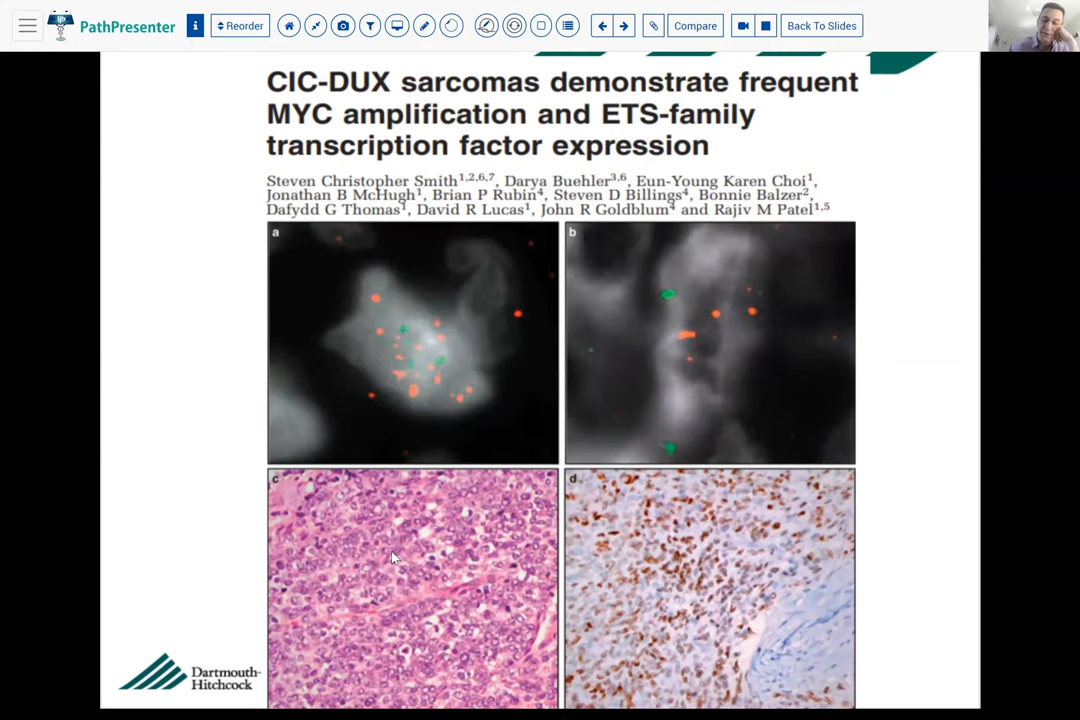 PathPresenter
i
Reorder
Compare
Back To Slides
CIC-DUX sarcomas demonstrate frequent
MYC amplification and ETS-family
transcription factor expression
Steven Christopher Smith1,2,6,7, Darya Buehler3,6, Eun-Young Karen Choi1,
Jonathan B McHugh1, Brian P Rubin4, Steven D Billings4, Bonnie Balzer2,
Dafydd G Thomas1, David R Lucas1, John R Goldblum4 and Rajiv M Patel1,5
a
b
c
d
Dartmouth-
Hitchcock